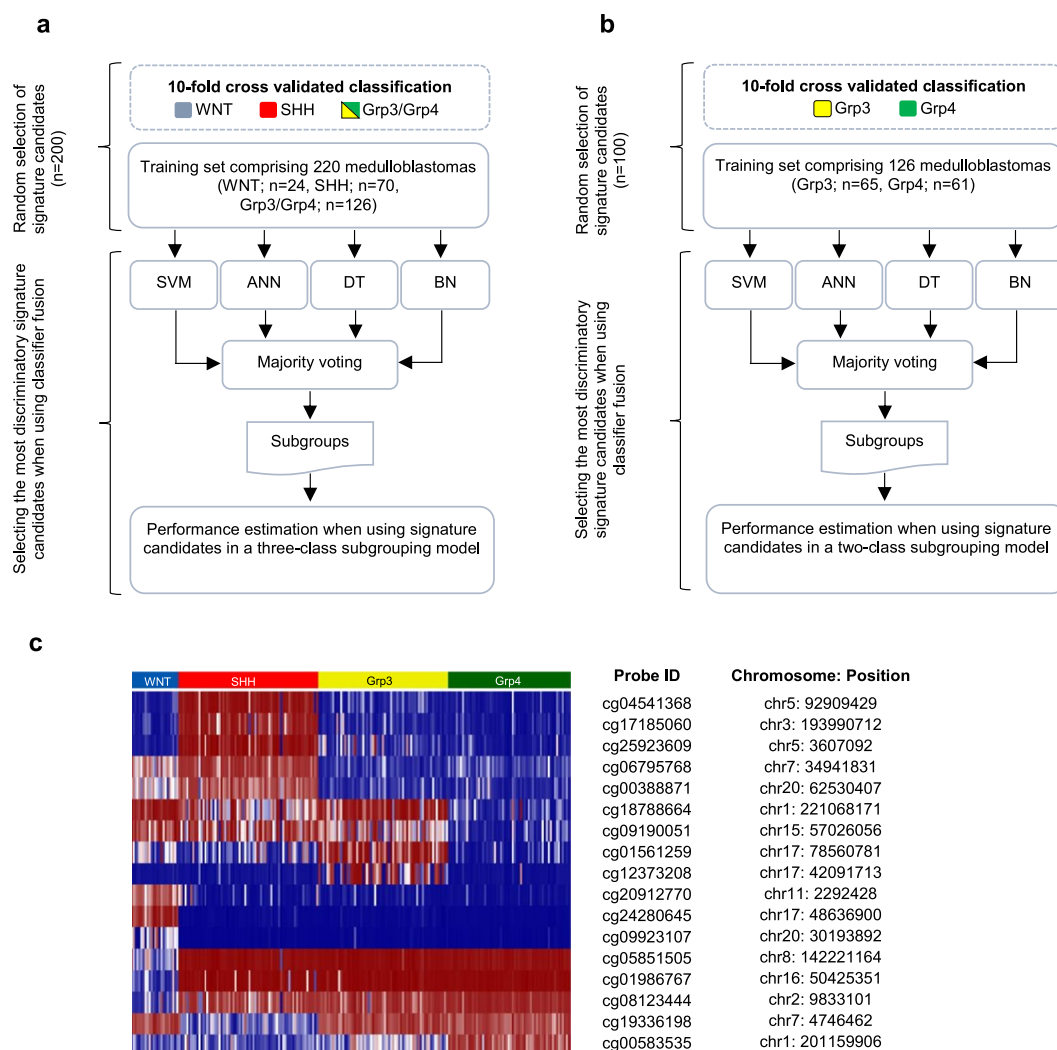 a
Random selection of
signature candidates
(n=200)
10-fold cross validated classification
WNT SHH Grp3/Grp4
Training set comprising 220 medulloblastomas
(WNT; n=24, SHH; n=70,
Grp3/Grp4; n=126)
Selecting the most discriminatory signature
candidates when using classifier fusion
SVM ANN DT BN
Majority voting
Subgroups
Performance estimation when using signature
candidates in a three-class subgrouping model
b
Random selection of
signature candidates
(n=100)
10-fold cross validated classification
Grp3 Grp4
Training set comprising 126 medulloblastomas
(Grp3; n=65, Grp4; n=61)
Selecting the most discriminatory
signature candidates when using
classifier fusion
SVM ANN DT BN
Majority voting
Subgroups
Performance estimation when using signature
candidates in a two-class subgrouping model
c
WNT SHH Grp3 Grp4
Probe ID Chromosome: Position
cg04541368 chr5: 92909429
cg17185060 chr3: 193990712
cg25923609 chr5: 3607092
cg06795768 chr7: 34941831
cg00388871 chr20: 62530407
cg18788664 chr1: 221068171
cg09190051 chr15: 57026056
cg01561259 chr17: 78560781
cg12373208 chr17: 42091713
cg20912770 chr11: 2292428
cg24280645 chr17: 48636900
cg09923107 chr20: 30193892
cg05851505 chr8: 142221164
cg01986767 chr16: 50425351
cg08123444 chr2: 9833101
cg19336198 chr7: 4746462
cg00583535 chr1: 201159906